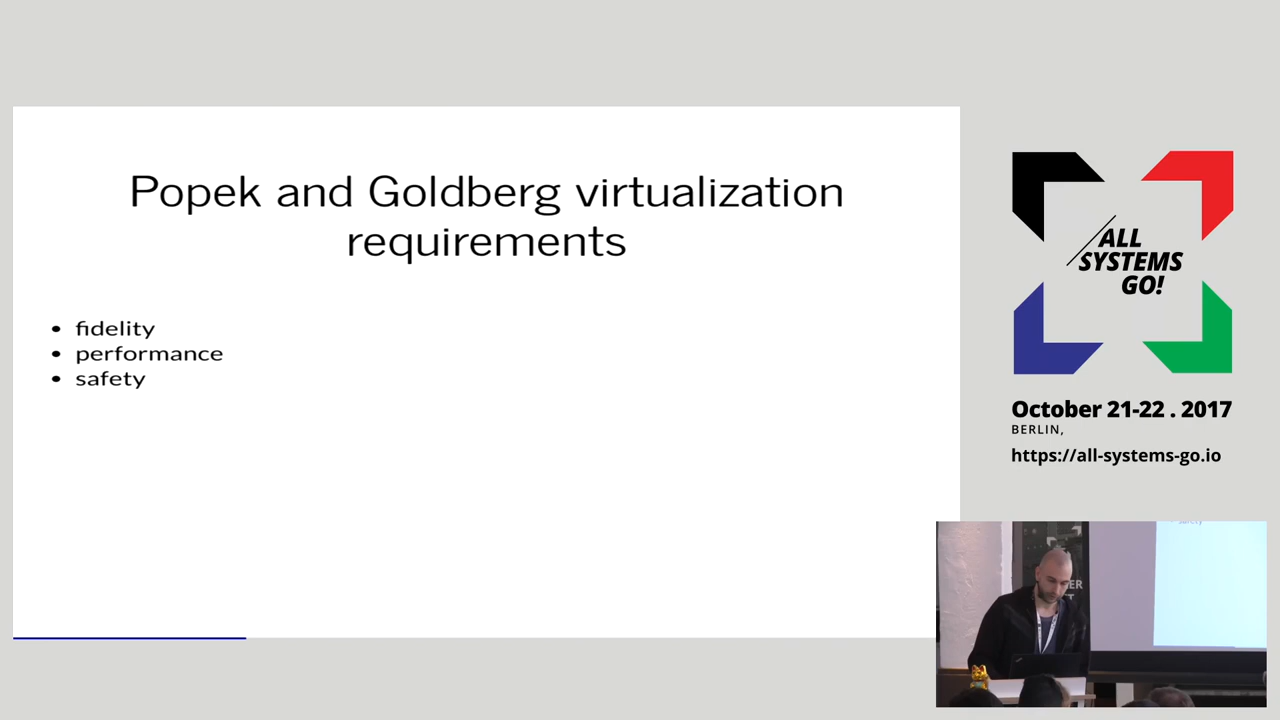 Popek and Goldberg virtualization
requirements
• fidelity
• performance
• safety
ALL
SYSTEMS
GO!
October 21-22 . 2017
BERLIN,
https://all-systems-go.io
safety